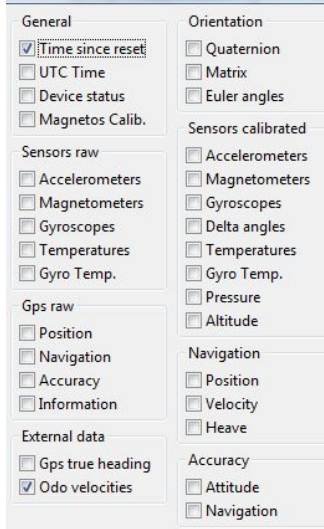 General
Time since reset
UTC Time
Device status
Magnetos Calib.
Sensors raw
Accelerometers
Magnetometers
Gyroscopes
Temperatures
Gyro Temp.
Gps raw
Position
Navigation
Accuracy
Information
External data
Gps true heading
Odo velocities
Orientation
Quaternion
Matrix
Euler angles
Sensors calibrated
Accelerometers
Magnetometers
Gyroscopes
Delta angles
Temperatures
Gyro Temp.
Pressure
Altitude
Navigation
Position
Velocity
Heave
Accuracy
Attitude
Navigation